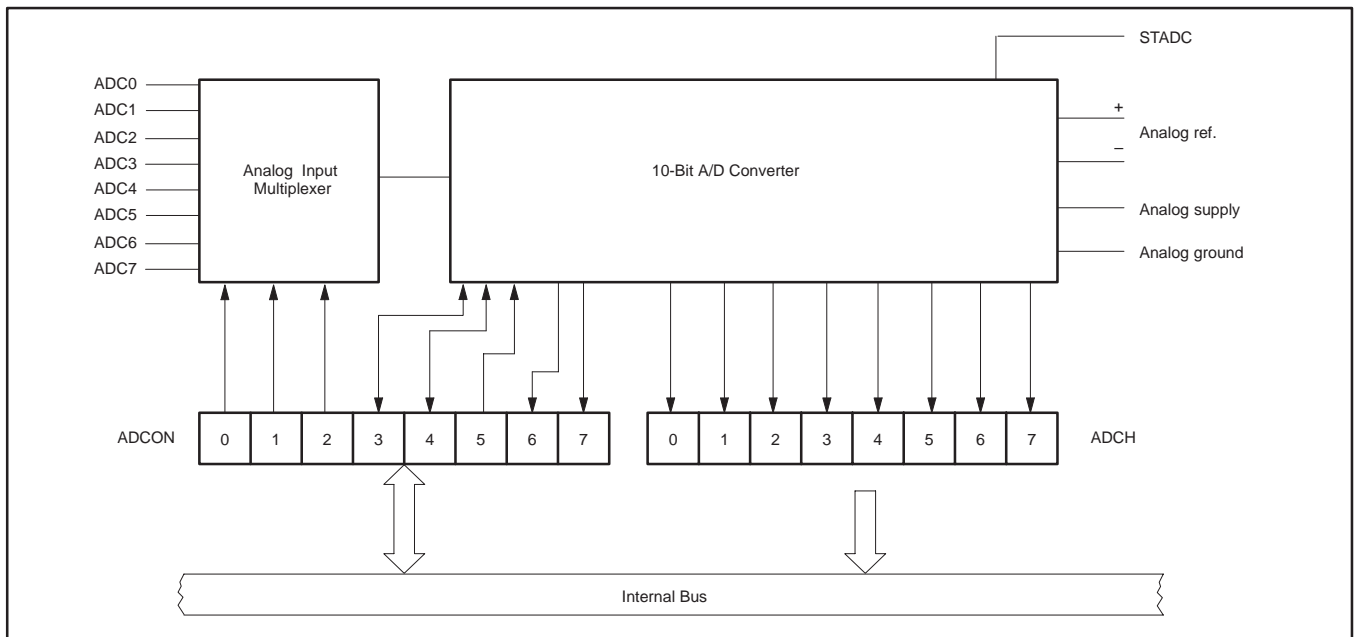 STADC
ADC0
ADC1
ADC2
ADC3
ADC4
ADC5
ADC6
ADC7
Analog Input
Multiplexer
10-Bit A/D Converter
+
Analog ref.
–
Analog supply
Analog ground
ADCON
0 1 2 3 4 5 6 7
0 1 2 3 4 5 6 7
ADCH
Internal Bus